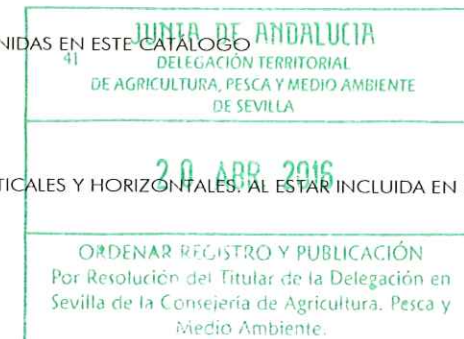 NIDAS EN ESTE CATÁLOGO
JUNTA DE ANDALUCIA
41
DELEGACIÓN TERRITORIAL
DE AGRICULTURA, PESCA Y MEDIO AMBIENTE
DE SEVILLA
20 ABR 2016
TICALES Y HORIZONTALES. AL ESTAR INCLUIDA EN
ORDENAR REGISTRO Y PUBLICACIÓN
Por Resolución del Titular de la Delegación en
Sevilla de la Consejería de Agricultura. Pesca y
Medio Ambiente.